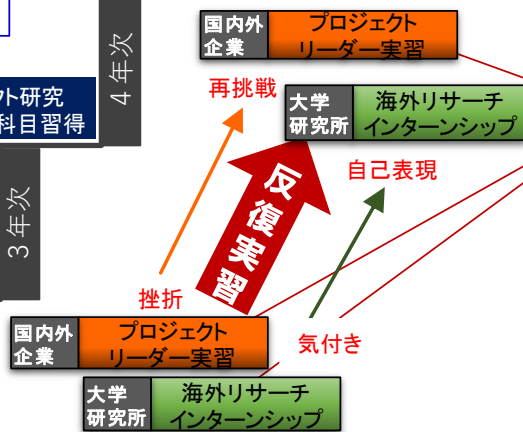 4年次
ト研究
科目習得
3年次
国内外
企業
プロジェクト
リーダー実習
再挑戦
大学
研究所
海外リサーチ
インターンシップ
自己表現
反復実習
挫折
気付き
国内外
企業
プロジェクト
リーダー実習
大学
研究所
海外リサーチ
インターンシップ